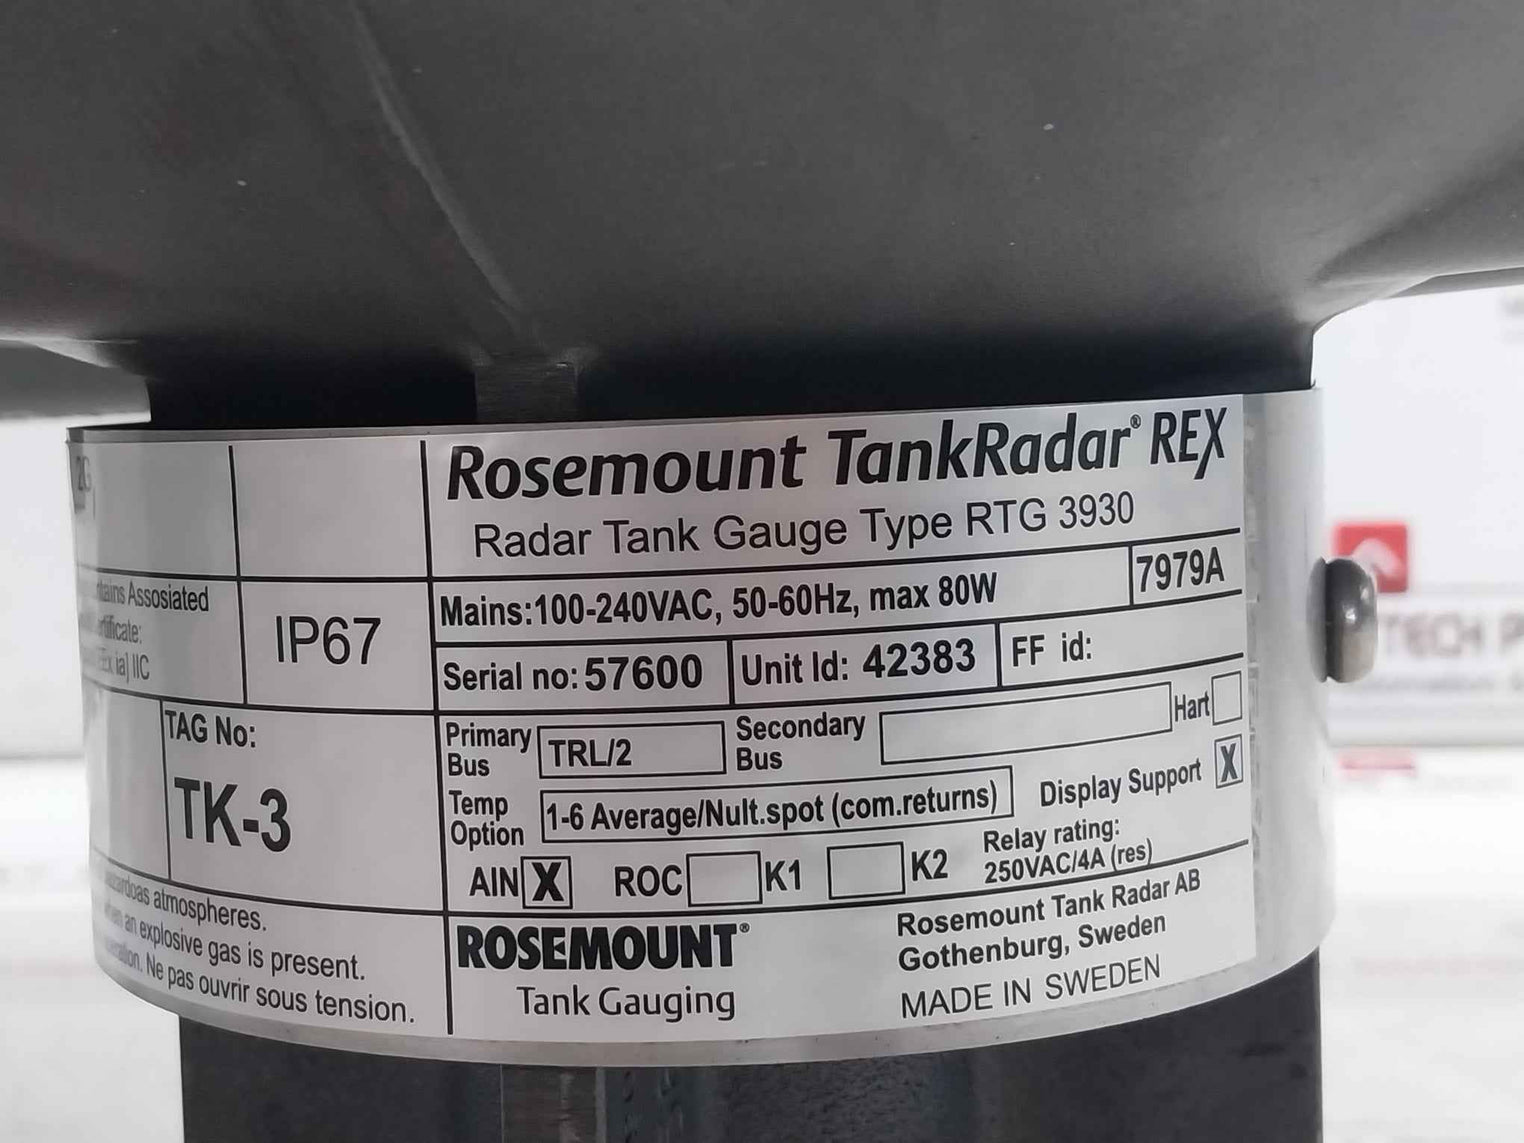 Rosemount TankRadar® REX
Radar Tank Gauge Type RTG 3930
Mains:100-240VAC, 50-60Hz, max 80W 7979A
Serial no: 57600 Unit Id: 42383 FF id:
Primary Bus TRL/2 Secondary Bus Hart
Temp Option 1-6 Average/Nult.spot (com.returns) Display Support X
AIN X ROC K1 K2 Relay rating:
250VAC/4A (res)
ROSEMOUNT®
Tank Gauging
Rosemount Tank Radar AB
Gothenburg, Sweden
MADE IN SWEDEN
2G
Assosiated
IP67
ia] IIC
TAG No:
TK-3
atmospheres.
an explosive gas is present.
Ne pas ouvrir sous tension.
TECH